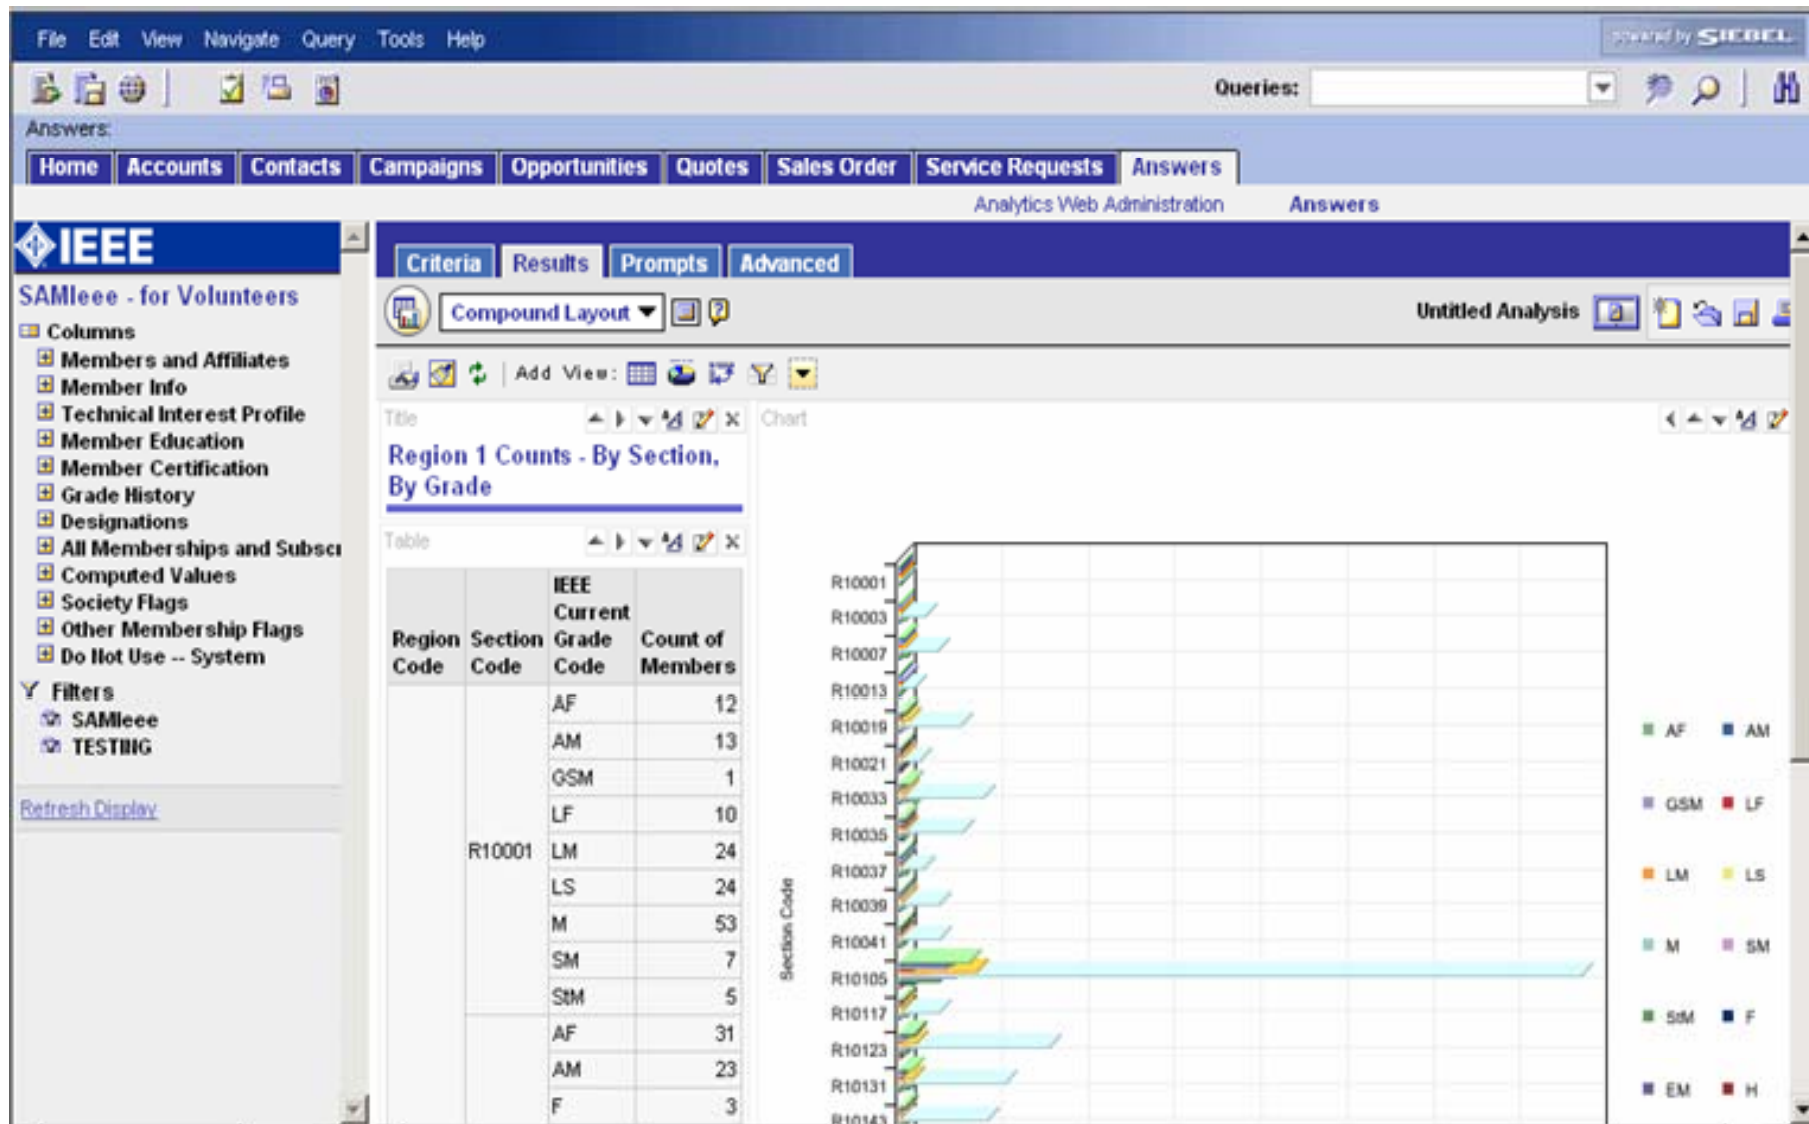 File Edit View Navigate Query Tools Help
powered by SIEBEL
Queries:
Answers:
Home Accounts Contacts Campaigns Opportunities Quotes Sales Order Service Requests Answers
Analytics Web Administration Answers
IEEE
SAMIeee - for Volunteers
Columns
Members and Affiliates
Member Info
Technical Interest Profile
Member Education
Member Certification
Grade History
Designations
All Memberships and Subscr
Computed Values
Society Flags
Other Membership Flags
Do Not Use -- System
Filters
SAMIeee
TESTING
Refresh Display
Criteria Results Prompts Advanced
Compound Layout
Untitled Analysis
Add View:
Title
Region 1 Counts - By Section,
By Grade
Table
Region Code Section Code IEEE Current Grade Code Count of Members
R10001
AF 12
AM 13
GSM 1
LF 10
LM 24
LS 24
M 53
SM 7
StM 5
AF 31
AM 23
F 3
Chart
Section Code
R10001
R10003
R10007
R10013
R10019
R10021
R10033
R10035
R10037
R10039
R10041
R10105
R10117
R10123
R10131
R10143
AF AM
GSM LF
LM LS
M SM
StM F
EM H